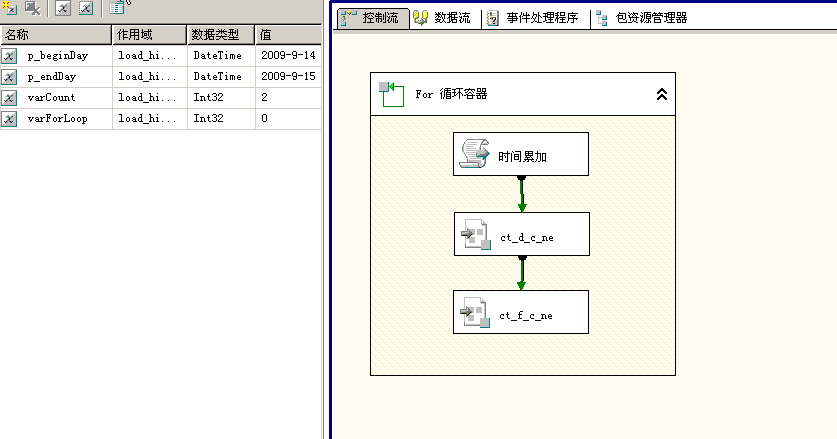 名称 作用域 数据类型 值
p_beginDay load_hi... DateTime 2009-9-14
p_endDay load_hi... DateTime 2009-9-15
varCount load_hi... Int32 2
varForLoop load_hi... Int32 0
控制流 数据流 事件处理程序 包资源管理器
For 循环容器
时间累加
ct_d_c_ne
ct_f_c_ne